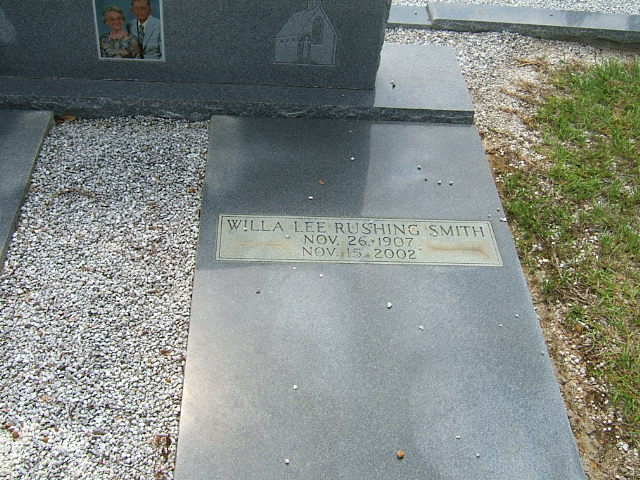 WILLA LEE RUSHING SMITH
NOV. 26, 1907
NOV. 15, 2002